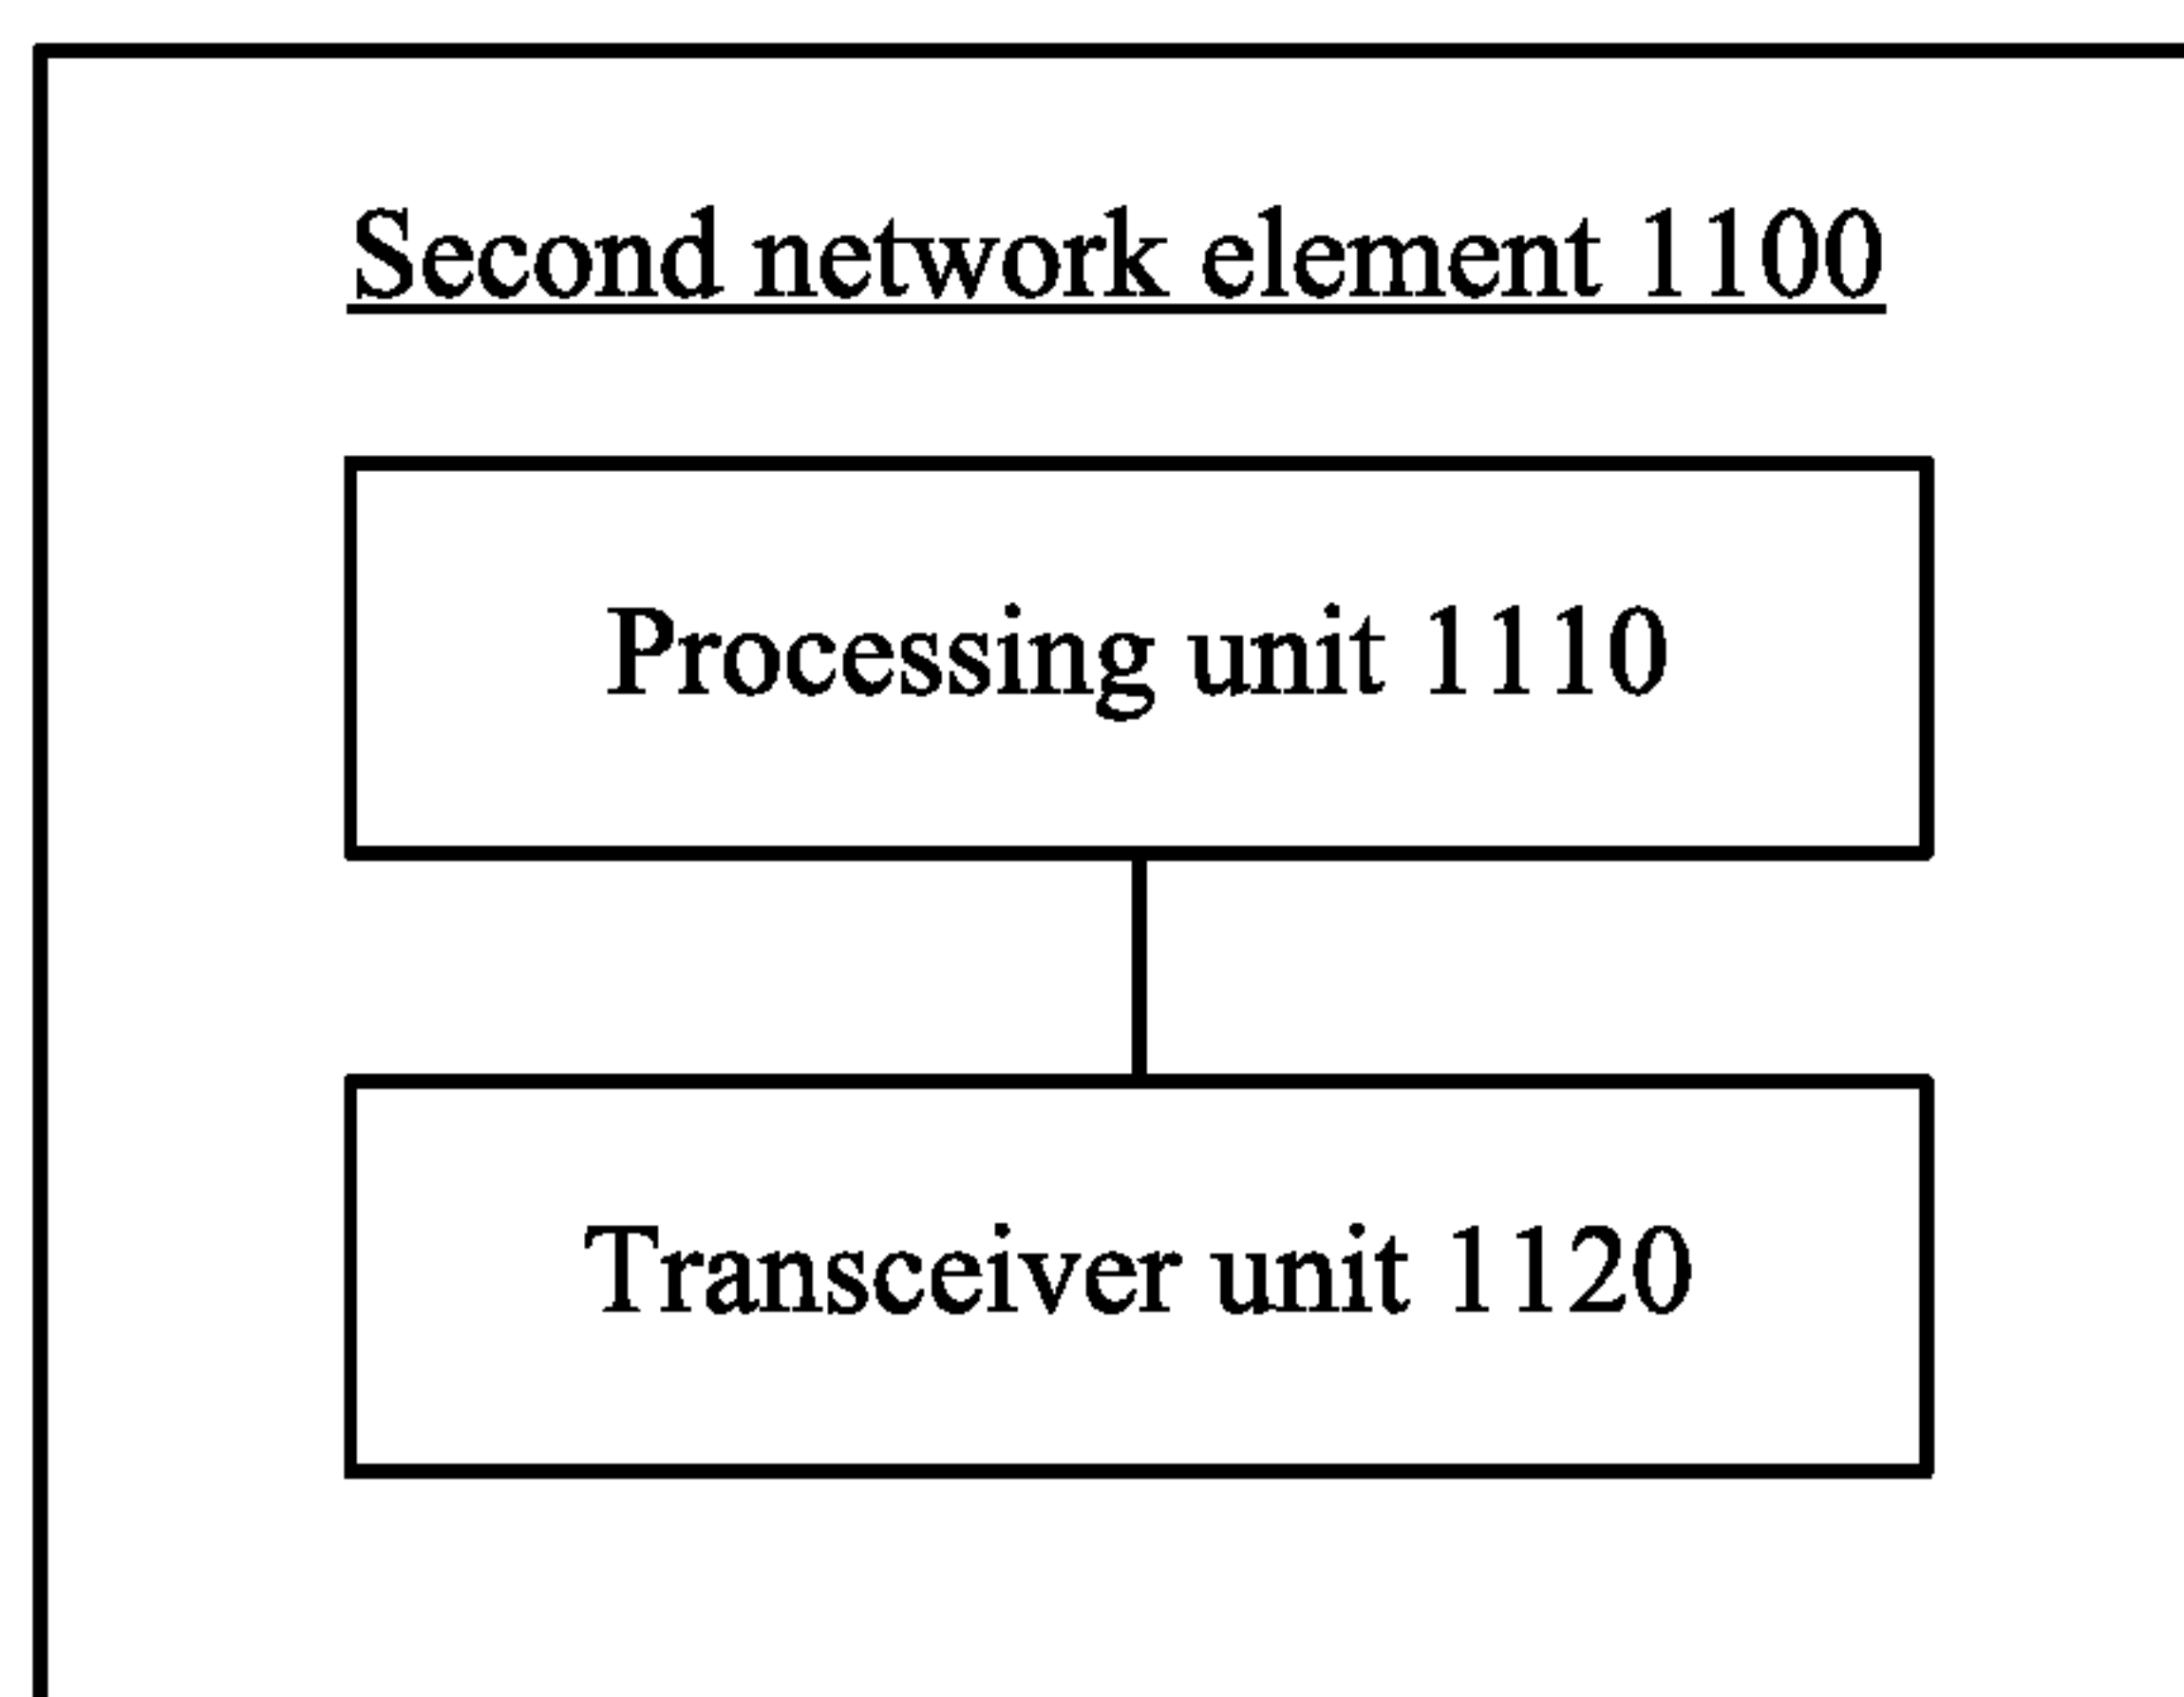 Second network element 1100
Processing unit 1110
Transceiver unit 1120